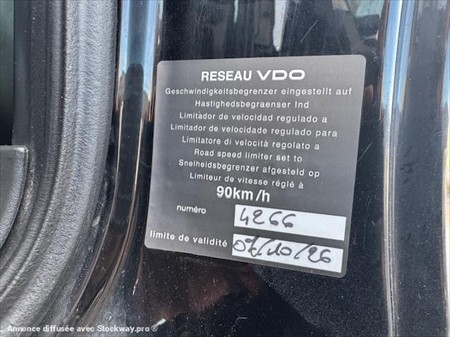 RESEAU VDO
Geschwindigkeitsbegrenzer eingestellt auf
Hastighedsbegraenser Ind
Limitador de velocidad regulado a
Limitador de velocidade regulado para
Limitatore di velocità regolato a
Road speed limiter set to
Snelheidsbegrenzer afgesteld op
Limiteur de vitesse réglé à
90km/h
numéro 4266
limite de validité 07/10/26
Annonce diffusée avec Stockway.pro ®